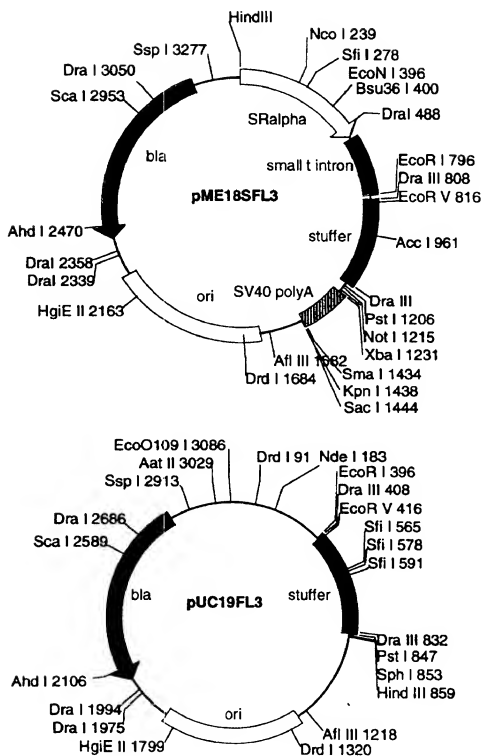 HindIII
Nco I 239
Sfi I 278
EcoN I 396
Bsu36 I 400
DraI 488
Ssp I 3277
Dra I 3050
Sca I 2953
SRalpha
small t intron
bla
pME18SFL3
EcoR I 796
Dra III 808
EcoR V 816
stuffer
Acc I 961
Ahd I 2470
DraI 2358
DraI 2339
HgiE II 2163
ori
SV40 polyA
Dra III
Pst I 1206
Not I 1215
Xba I 1231
Afl III 1682
Drd I 1684
Sma I 1434
Kpn I 1438
Sac I 1444
EcoO109 I 3086
Aat II 3029
Ssp I 2913
Drd I 91
Nde I 183
EcoR I 396
Dra III 408
EcoR V 416
Sfi I 565
Sfi I 578
Sfi I 591
Dra I 2686
Sca I 2589
bla
pUC19FL3
stuffer
Dra III 832
Pst I 847
Sph I 853
Hind III 859
Ahd I 2106
Dra I 1994
Dra I 1975
HgiE II 1799
ori
Afl III 1218
Drd I 1320